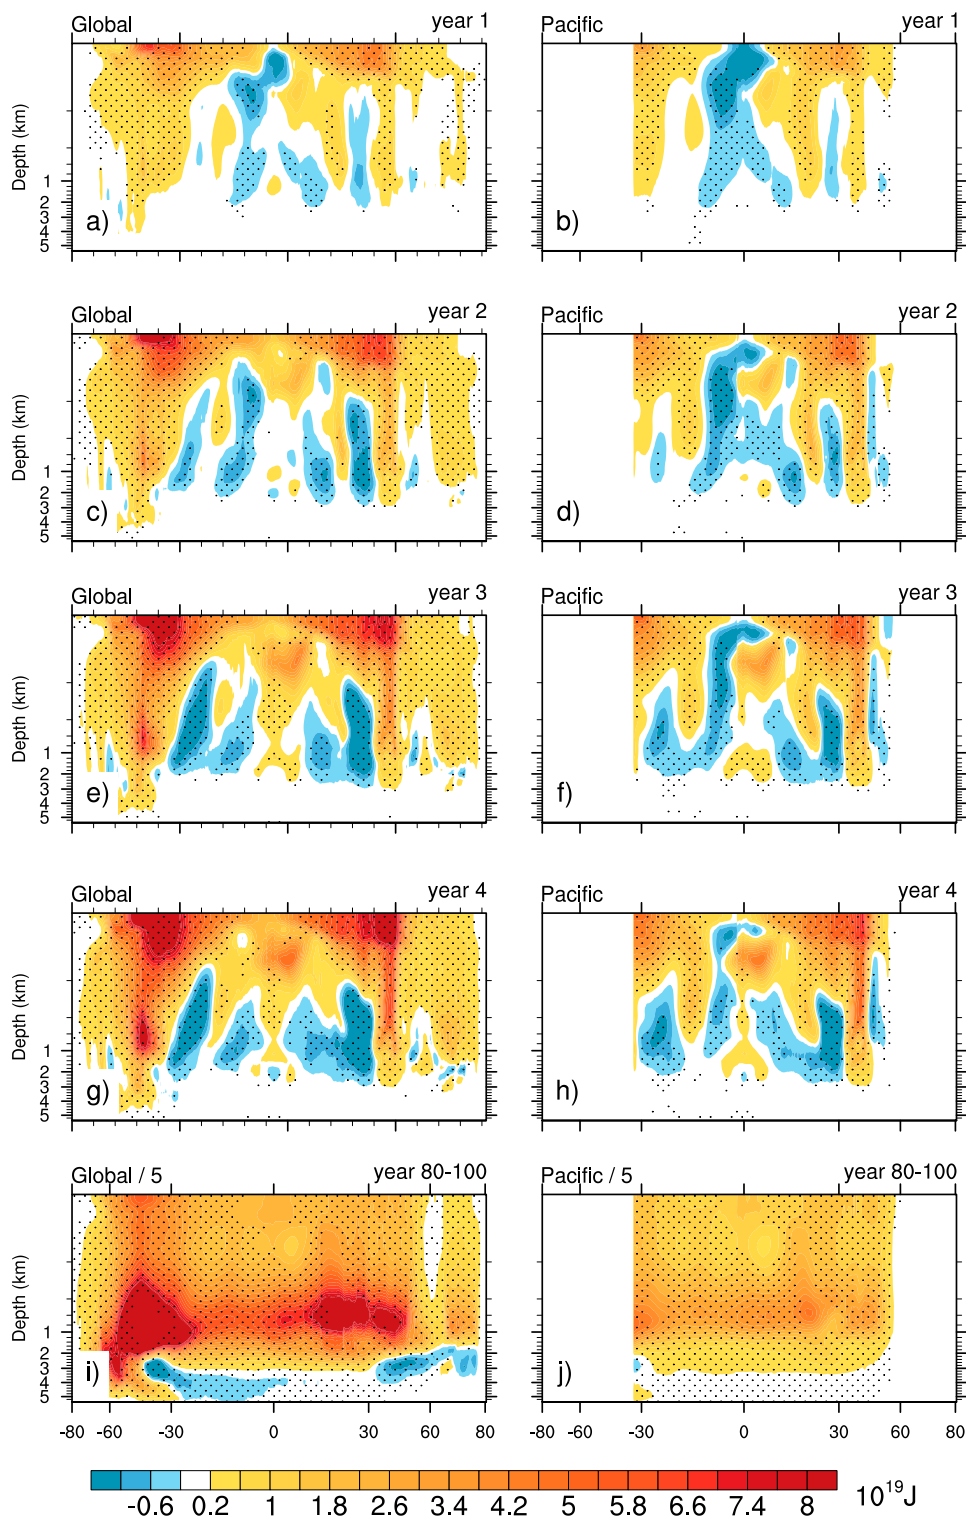 Global year 1 Pacific year 1
Depth (km)
1
2
3
4
5
a) b)
Global year 2 Pacific year 2
Depth (km)
1
2
3
4
5
c) d)
Global year 3 Pacific year 3
Depth (km)
1
2
3
4
5
e) f)
Global year 4 Pacific year 4
Depth (km)
1
2
3
4
5
g) h)
Global / 5 year 80-100 Pacific / 5 year 80-100
Depth (km)
1
2
3
4
5
i) j)
-80 -60 -30 0 30 60 80 -80 -60 -30 0 30 60 80
-0.6 0.2 1 1.8 2.6 3.4 4.2 5 5.8 6.6 7.4 8 10¹⁹J